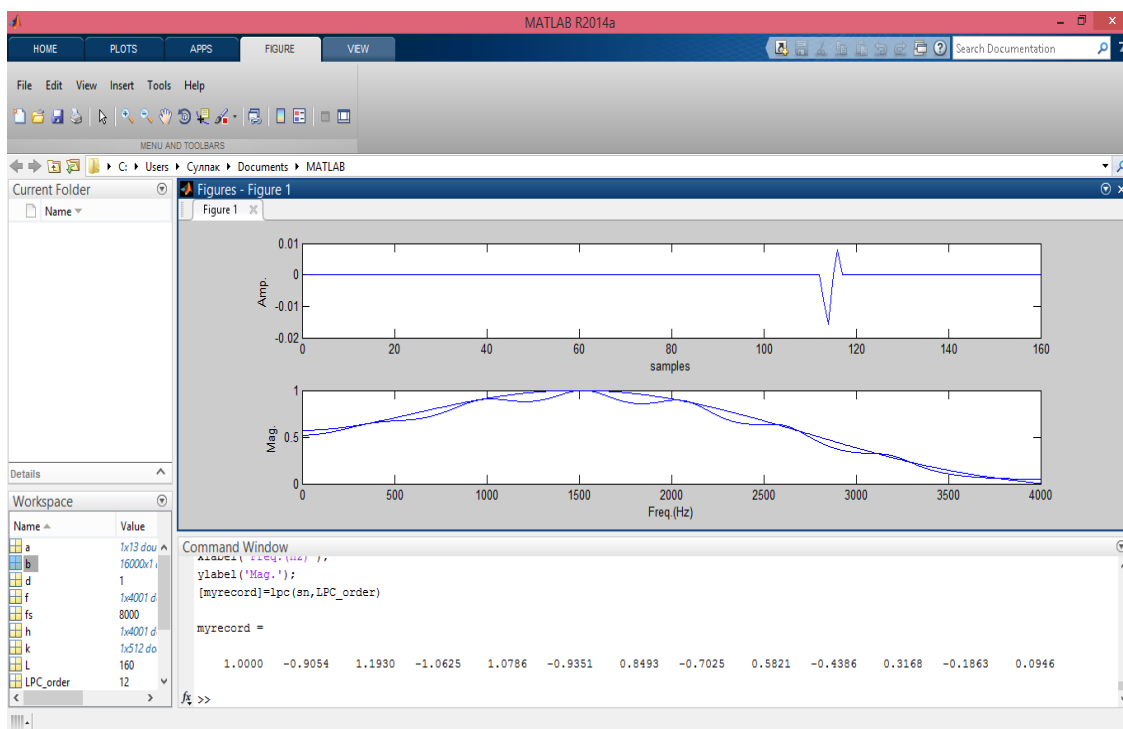 MATLAB R2014a
HOME PLOTS APPS FIGURE VIEW
Search Documentation
File Edit View Insert Tools Help
MENU AND TOOLBARS
C: Users Сулпак Documents MATLAB
Current Folder
Name
Figures - Figure 1
Figure 1
0.01
0
-0.01
-0.02
Amp.
0 20 40 60 80 100 120 140 160
samples
1
0.5
0
Mag.
0 500 1000 1500 2000 2500 3000 3500 4000
Freq.(Hz)
Details
Workspace
Name Value
a 1x13 dou
b 16000x1
d 1
f 1x4001 d
fs 8000
h 1x4001 d
k 1x512 do
L 160
LPC_order 12
Command Window
xlabel('Freq.(Hz)');
ylabel('Mag.');
[myrecord]=lpc(sn,LPC_order)
myrecord =
1.0000 -0.9054 1.1930 -1.0625 1.0786 -0.9351 0.8493 -0.7025 0.5821 -0.4386 0.3168 -0.1863 0.0946
fx >>